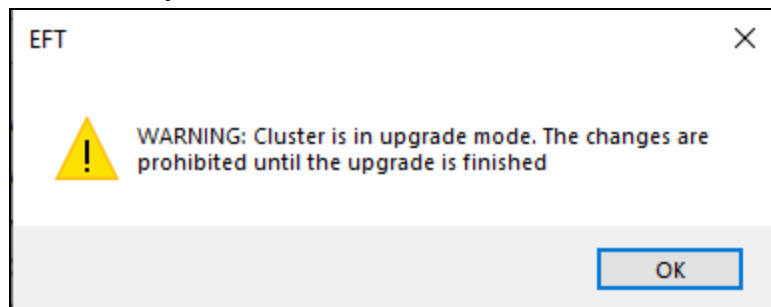 EFT
WARNING: Cluster is in upgrade mode. The changes are
prohibited until the upgrade is finished
OK